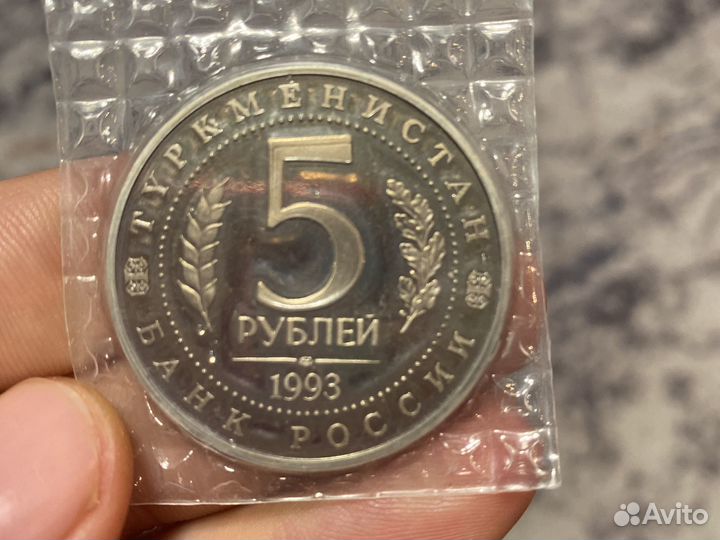 ТУРКМЕНИСТАН
5
РУБЛЕЙ
1993
БАНК РОССИИ
Avito